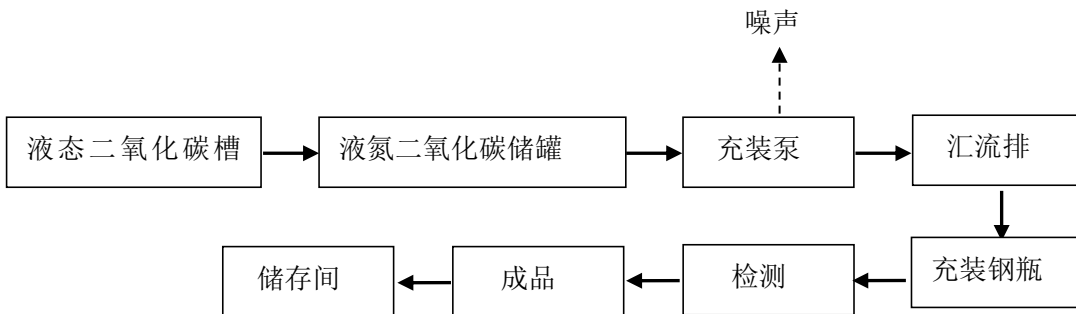 噪声
液态二氧化碳槽
液氮二氧化碳储罐
充装泵
汇流排
充装钢瓶
检测
成品
储存间